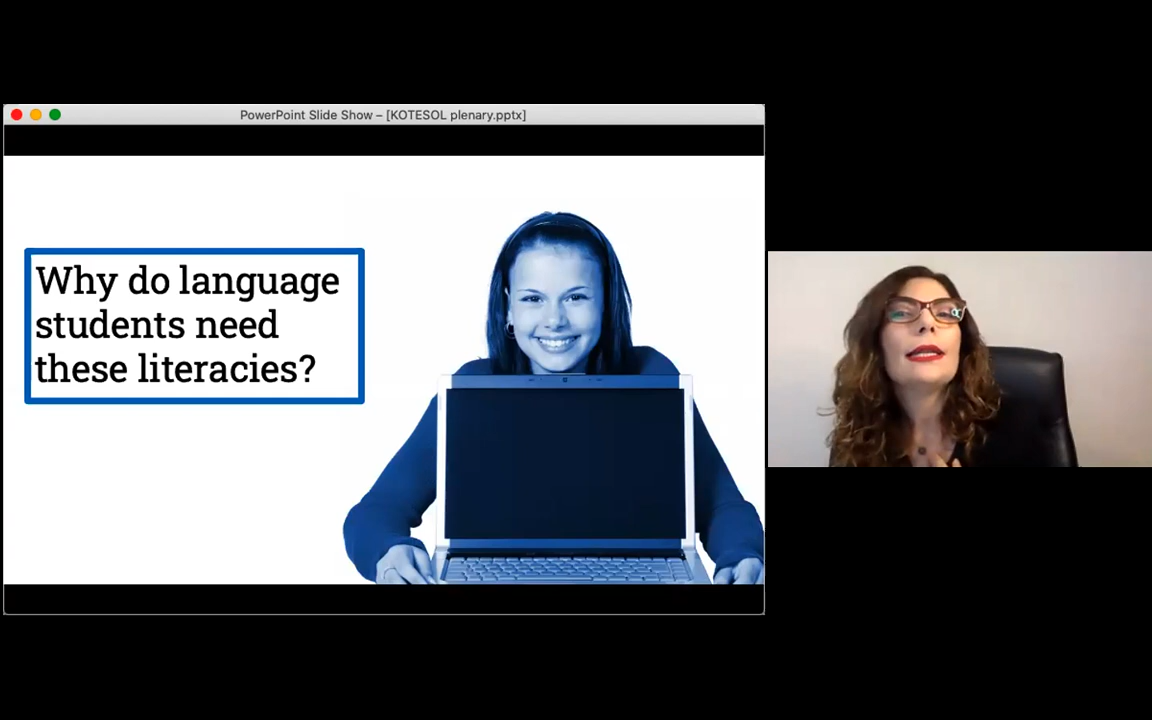 PowerPoint Slide Show – [KOTESOL plenary.pptx]
Why do language
students need
these literacies?